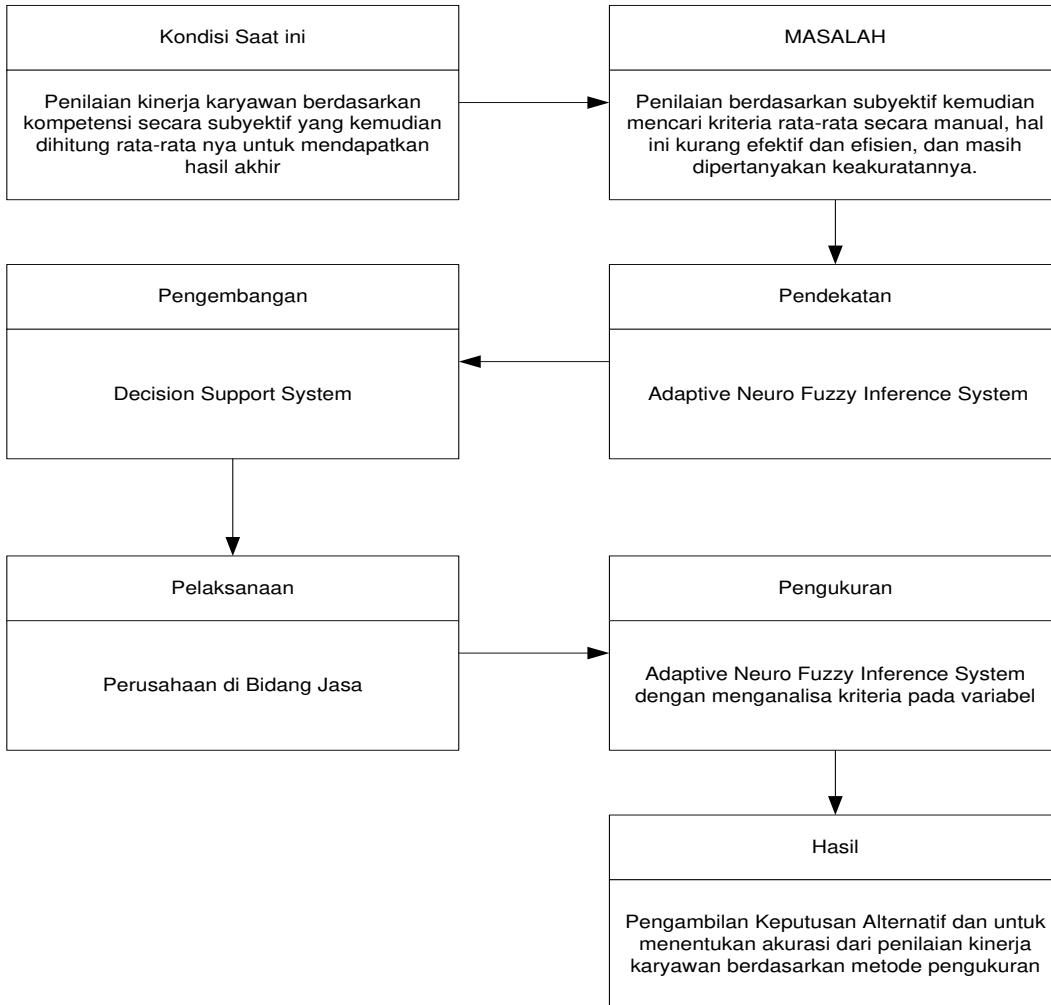 Kondisi Saat ini
Penilaian kinerja karyawan berdasarkan
kompetensi secara subyektif yang kemudian
dihitung rata-rata nya untuk mendapatkan
hasil akhir
MASALAH
Penilaian berdasarkan subyektif kemudian
mencari kriteria rata-rata secara manual, hal
ini kurang efektif dan efisien, dan masih
dipertanyakan keakuratannya.
Pendekatan
Adaptive Neuro Fuzzy Inference System
Pengembangan
Decision Support System
Pelaksanaan
Perusahaan di Bidang Jasa
Pengukuran
Adaptive Neuro Fuzzy Inference System
dengan menganalisa kriteria pada variabel
Hasil
Pengambilan Keputusan Alternatif dan untuk
menentukan akurasi dari penilaian kinerja
karyawan berdasarkan metode pengukuran